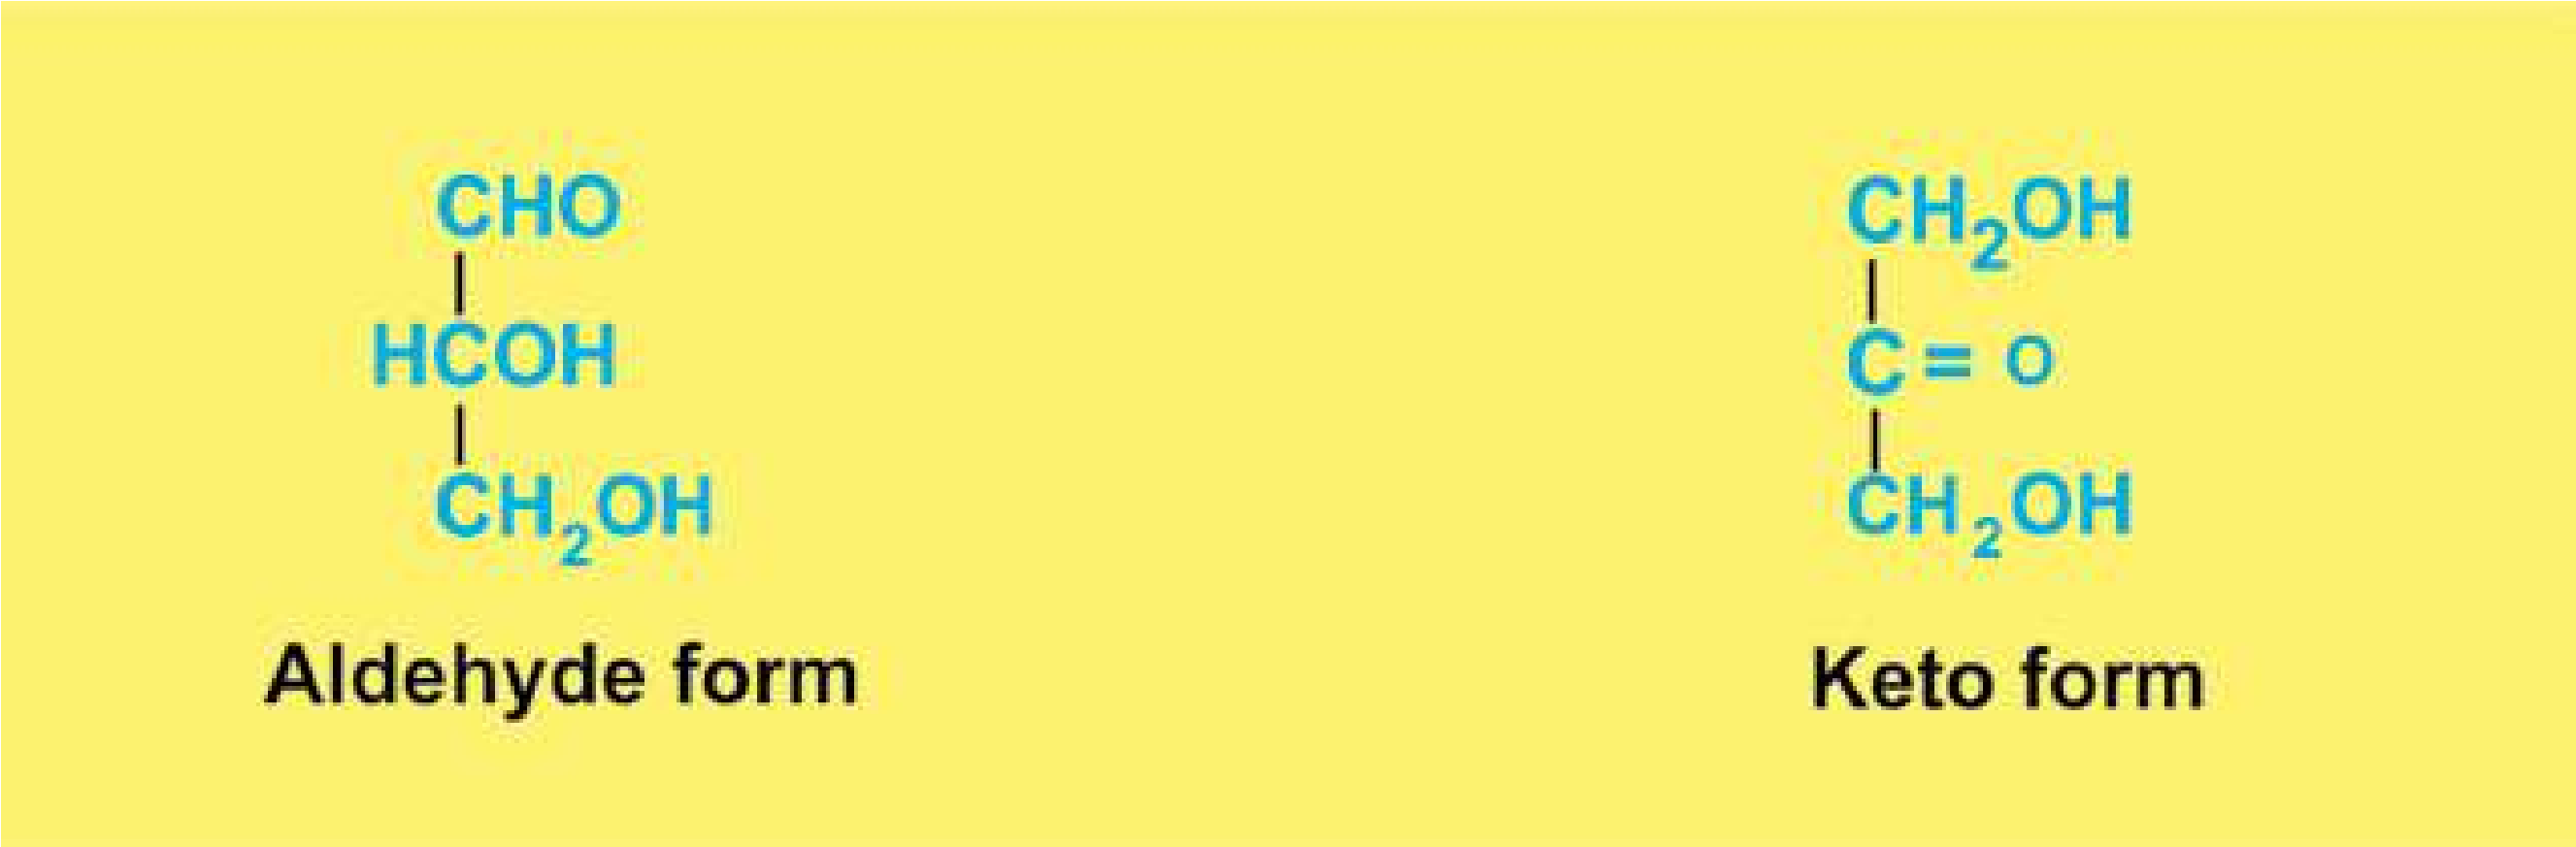 CHO
HCOH
CH₂OH
Aldehyde form
CH₂OH
C = O
CH₂OH
Keto form